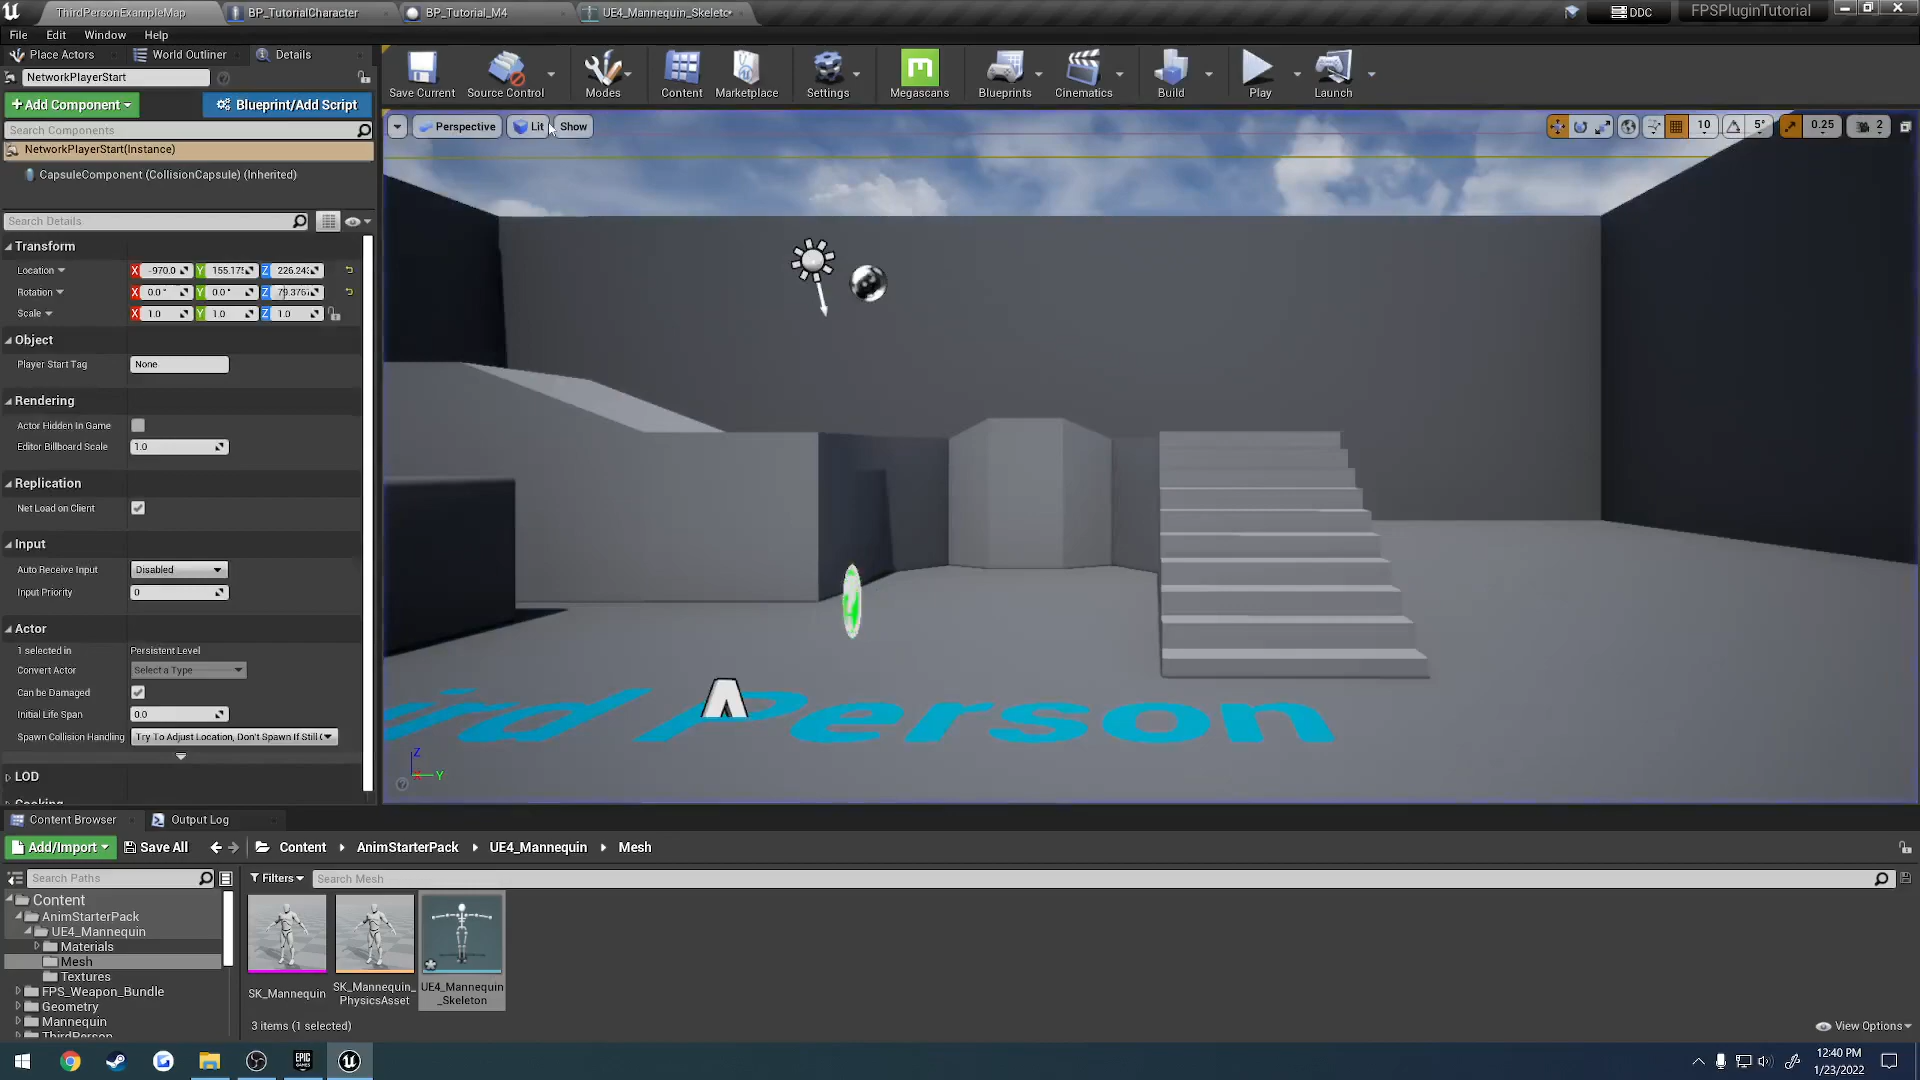 ThirdPersonExampleMap
BP_TutorialCharacter
BP_Tutorial_M4
UE4_Mannequin_Skeleto•
DDC
FPSPluginTutorial
File
Edit
Window
Help
Place Actors
World Outliner
Details
NetworkPlayerStart
+ Add Component
Blueprint/Add Script
Search Components
NetworkPlayerStart(Instance)
CapsuleComponent (CollisionCapsule) (Inherited)
Search Details
Save Current
Source Control
Modes
Content
Marketplace
Settings
Megascans
Blueprints
Cinematics
Build
Play
Launch
Perspective
Lit
Show
10
5°
0.25
2
Transform
Location
X -970.0
Y 155.175
Z 226.243
Rotation
X 0.0 °
Y 0.0 °
Z 79.3767
Scale
X 1.0
Y 1.0
Z 1.0
Object
Player Start Tag
None
Rendering
Actor Hidden In Game
Editor Billboard Scale
1.0
Replication
Net Load on Client
Input
Auto Receive Input
Disabled
Input Priority
0
Actor
1 selected in
Persistent Level
Convert Actor
Select a Type
Can be Damaged
Initial Life Span
0.0
Spawn Collision Handling
Try To Adjust Location, Don't Spawn If Still (
LOD
Cooking
ird Person
Z
Y
Content Browser
Output Log
Add/Import
Save All
Content
AnimStarterPack
UE4_Mannequin
Mesh
Search Paths
Filters
Search Mesh
Content
AnimStarterPack
UE4_Mannequin
Materials
Mesh
Textures
FPS_Weapon_Bundle
Geometry
Mannequin
ThirdPerson
SK_Mannequin
SK_Mannequin_
PhysicsAsset
UE4_Mannequin
_Skeleton
3 items (1 selected)
View Options
EPIC
GAMES
12:40 PM
1/23/2022